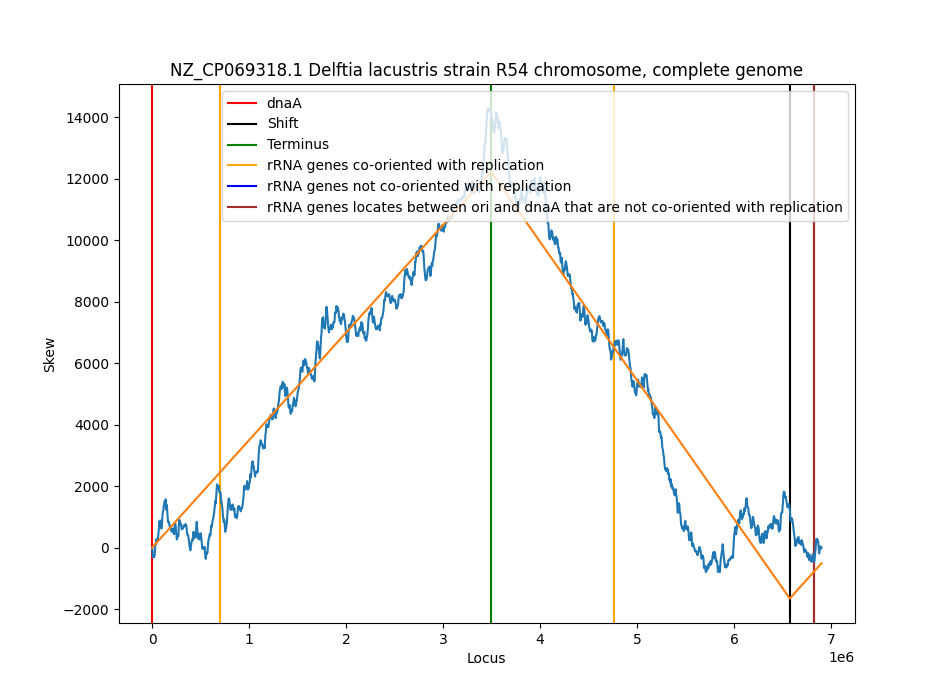 NZ_CP069318.1 Delftia lacustris strain R54 chromosome, complete genome
dnaA
Shift
Terminus
rRNA genes co-oriented with replication
rRNA genes not co-oriented with replication
rRNA genes locates between ori and dnaA that are not co-oriented with replication
14000
12000
10000
8000
6000
4000
2000
0
−2000
Skew
0 1 2 3 4 5 6 7
1e6
Locus